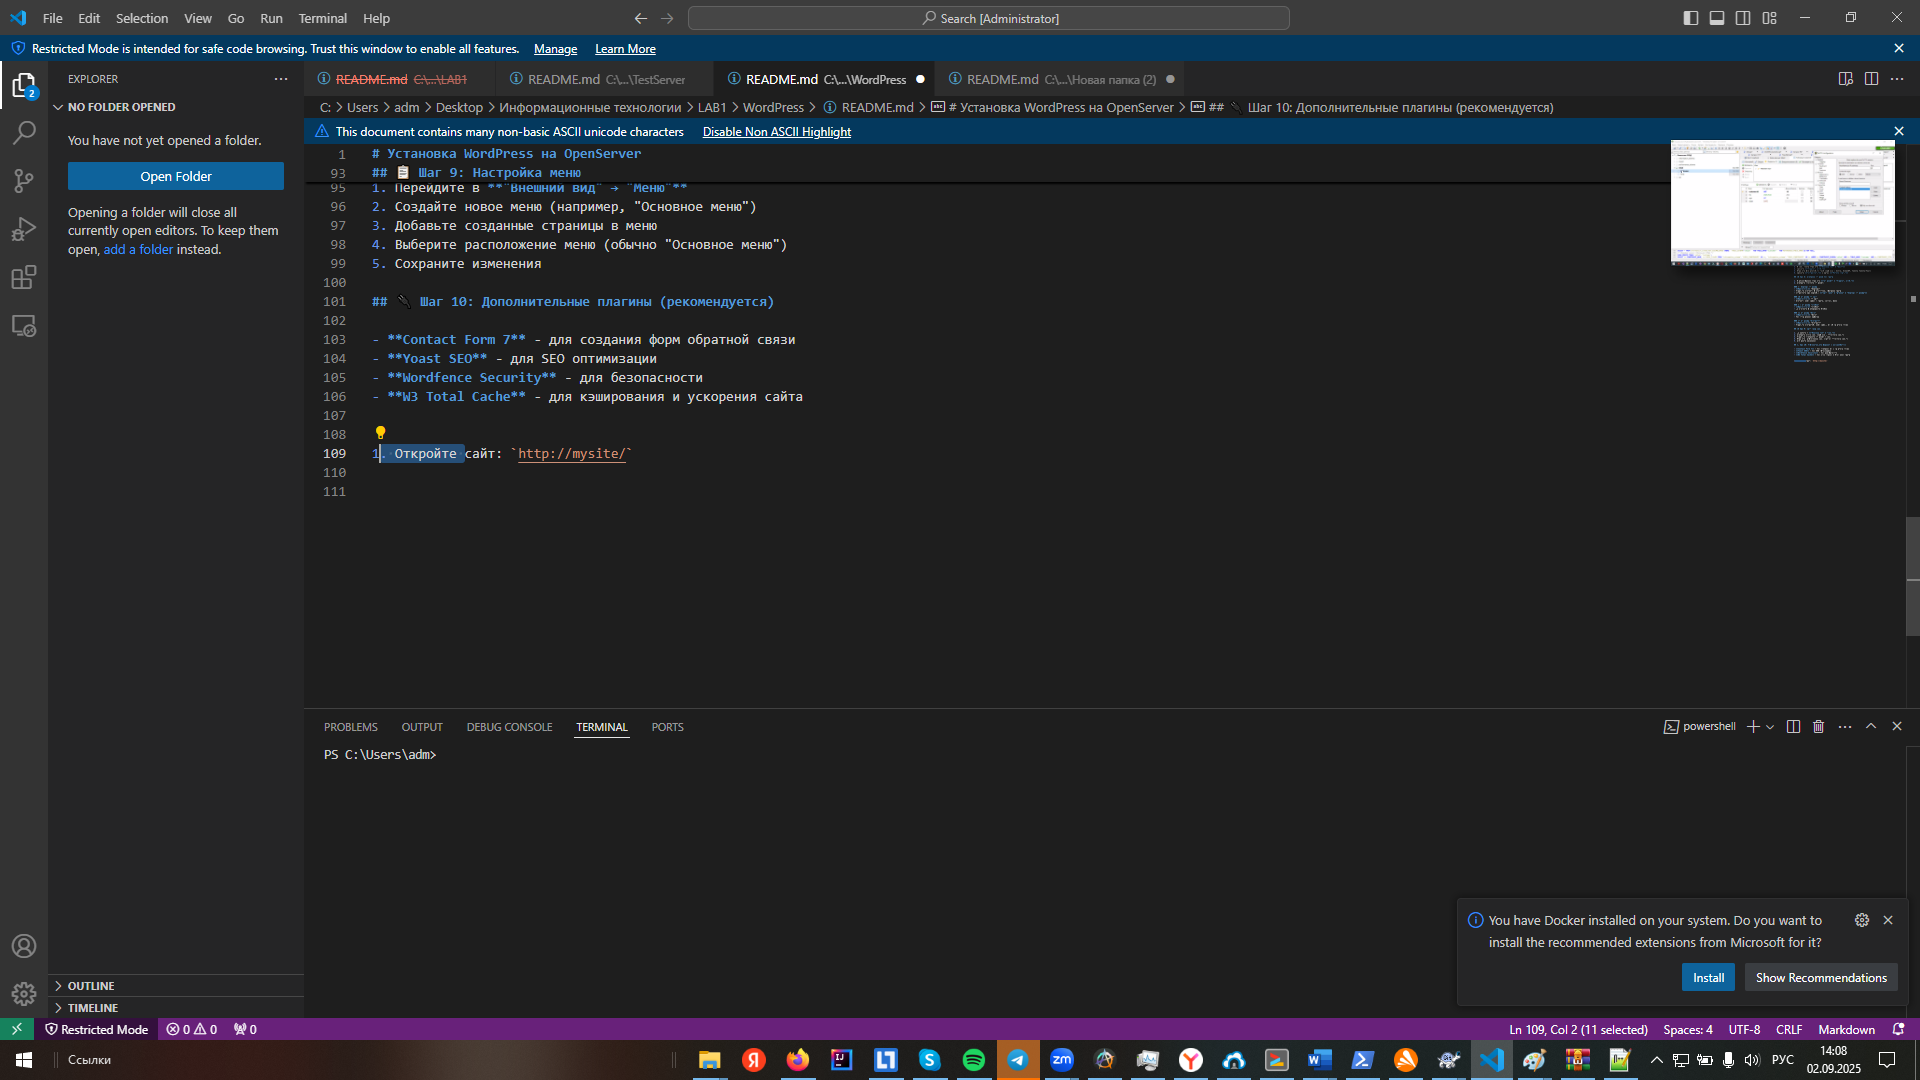 File Edit Selection View Go Run Terminal Help
Search [Administrator]
Restricted Mode is intended for safe code browsing. Trust this window to enable all features. Manage Learn More
EXPLORER
2
NO FOLDER OPENED
You have not yet opened a folder.
Open Folder
Opening a folder will close all
currently open editors. To keep them
open, add a folder instead.
OUTLINE
TIMELINE
README.md C:\...\LAB1 README.md C:\...\TestServer README.md C:\...\WordPress README.md C:\...\Новая папка (2)
C: > Users > adm > Desktop > Информационные технологии > LAB1 > WordPress > README.md > # Установка WordPress на OpenServer > ## Шаг 10: Дополнительные плагины (рекомендуется)
This document contains many non-basic ASCII unicode characters Disable Non ASCII Highlight
1 # Установка WordPress на OpenServer
93 ## 📋 Шаг 9: Настройка меню
95 1. Перейдите в **"Внешний вид" → "Меню"**
96 2. Создайте новое меню (например, "Основное меню")
97 3. Добавьте созданные страницы в меню
98 4. Выберите расположение меню (обычно "Основное меню")
99 5. Сохраните изменения
100
101 ## 🔌 Шаг 10: Дополнительные плагины (рекомендуется)
102
103 - **Contact Form 7** - для создания форм обратной связи
104 - **Yoast SEO** - для SEO оптимизации
105 - **Wordfence Security** - для безопасности
106 - **W3 Total Cache** - для кэширования и ускорения сайта
107
108
109 1. Откройте сайт: `http://mysite/`
110
111
PROBLEMS OUTPUT DEBUG CONSOLE TERMINAL PORTS
powershell
PS C:\Users\adm>
You have Docker installed on your system. Do you want to
install the recommended extensions from Microsoft for it?
Install Show Recommendations
Restricted Mode 0 0 0
Ln 109, Col 2 (11 selected) Spaces: 4 UTF-8 CRLF Markdown
Ссылки
РУС
14:08
02.09.2025